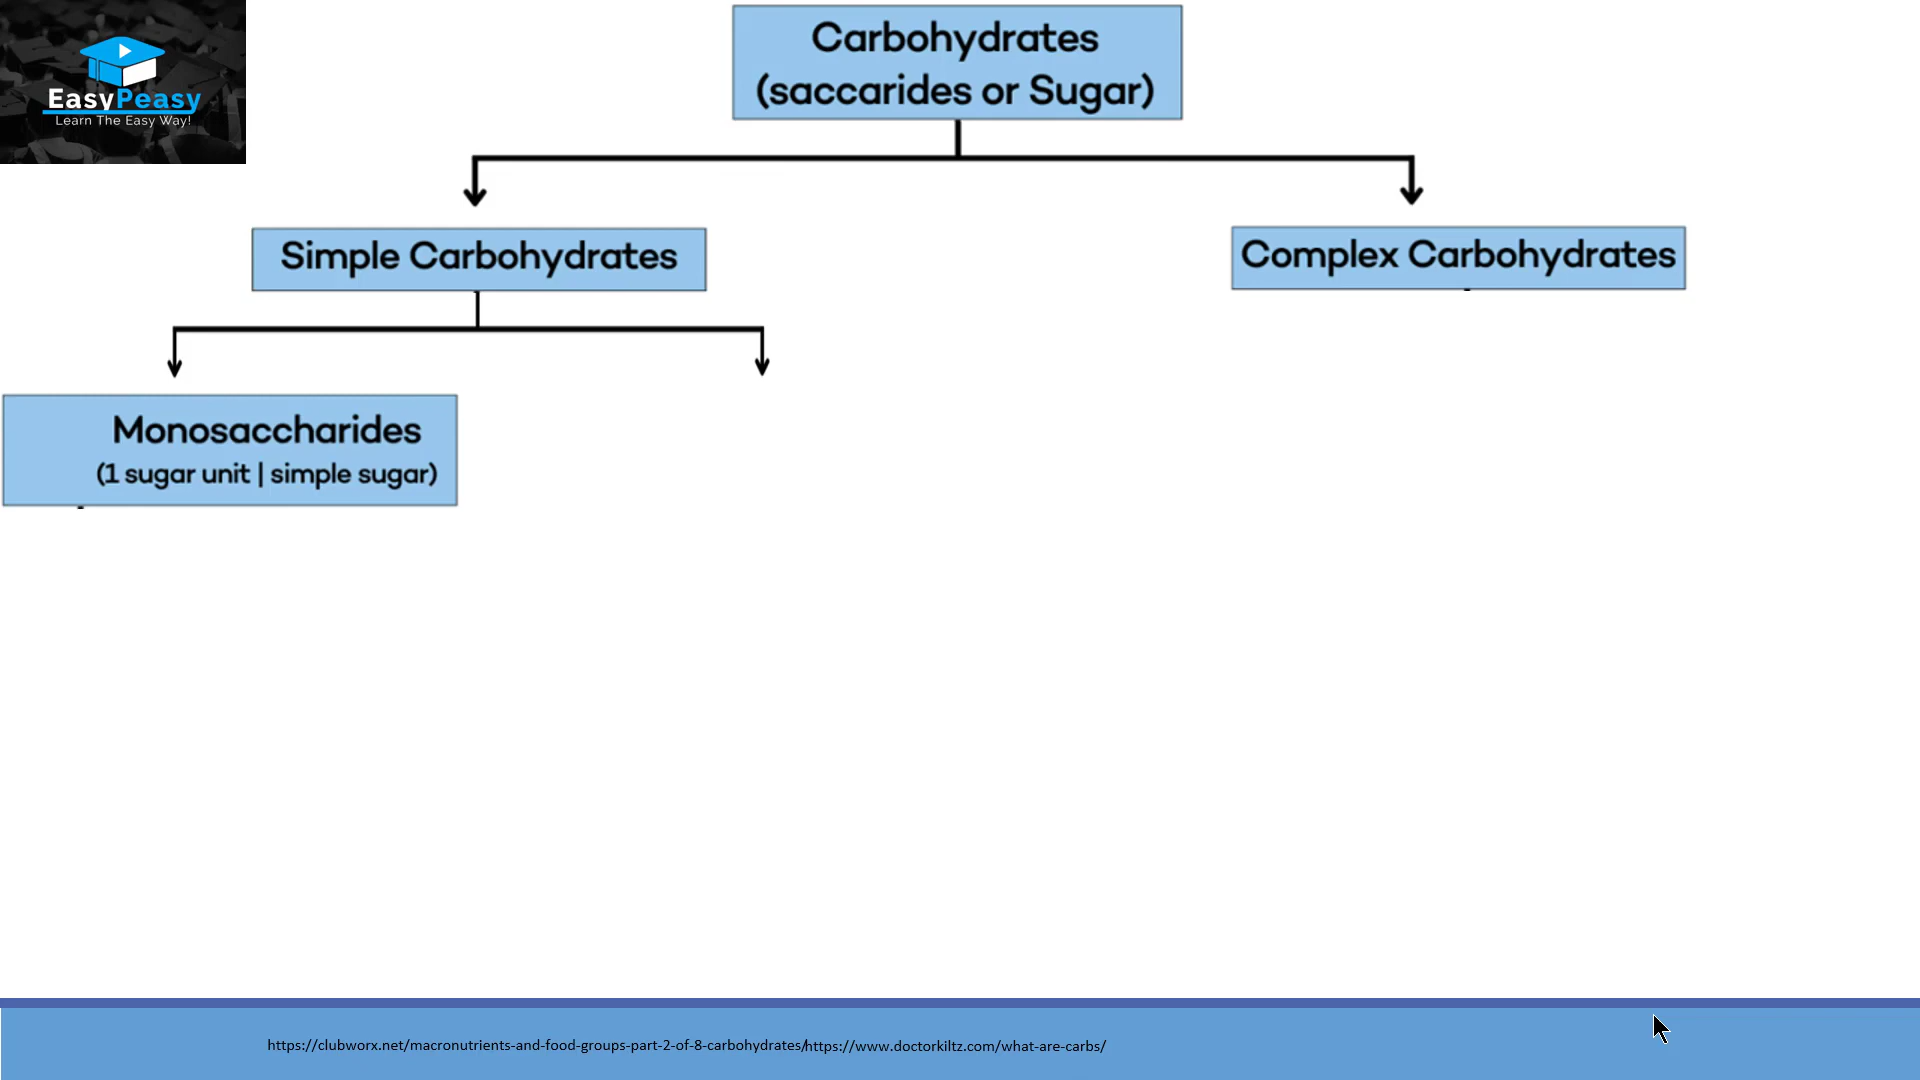 EasyPeasy
Learn The Easy Way!
Carbohydrates
(saccarides or Sugar)
Simple Carbohydrates
Complex Carbohydrates
Monosaccharides
(1 sugar unit | simple sugar)
https://clubworx.net/macronutrients-and-food-groups-part-2-of-8-carbohydrates/https://www.doctorkiltz.com/what-are-carbs/